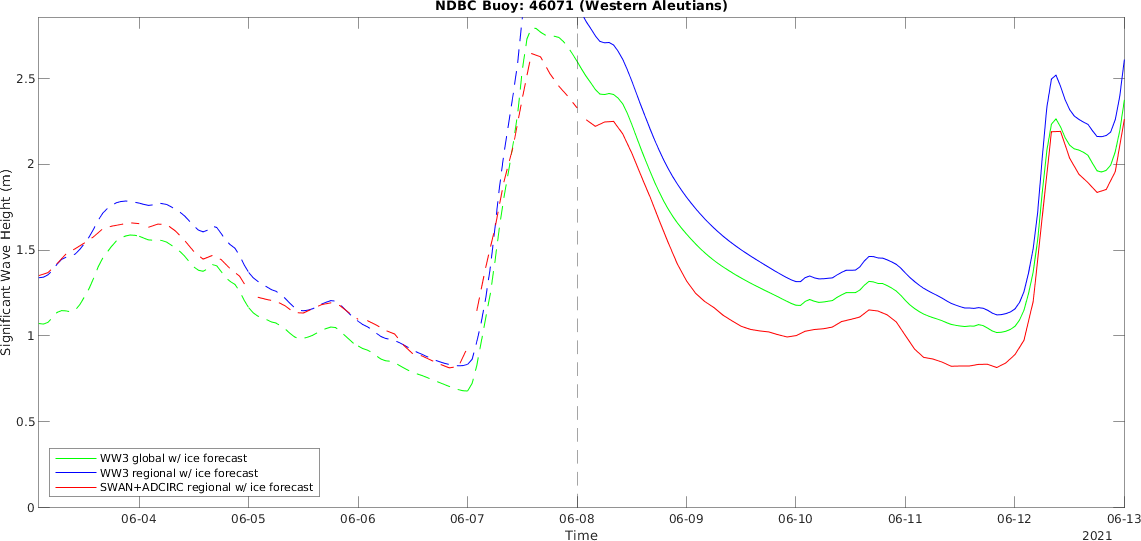 NDBC Buoy: 46071 (Western Aleutians)
Significant Wave Height (m)
2.5
2
1.5
1
0.5
0
WW3 global w/ ice forecast
WW3 regional w/ ice forecast
SWAN+ADCIRC regional w/ ice forecast
06-04 06-05 06-06 06-07 06-08 06-09 06-10 06-11 06-12 06-13
Time
2021